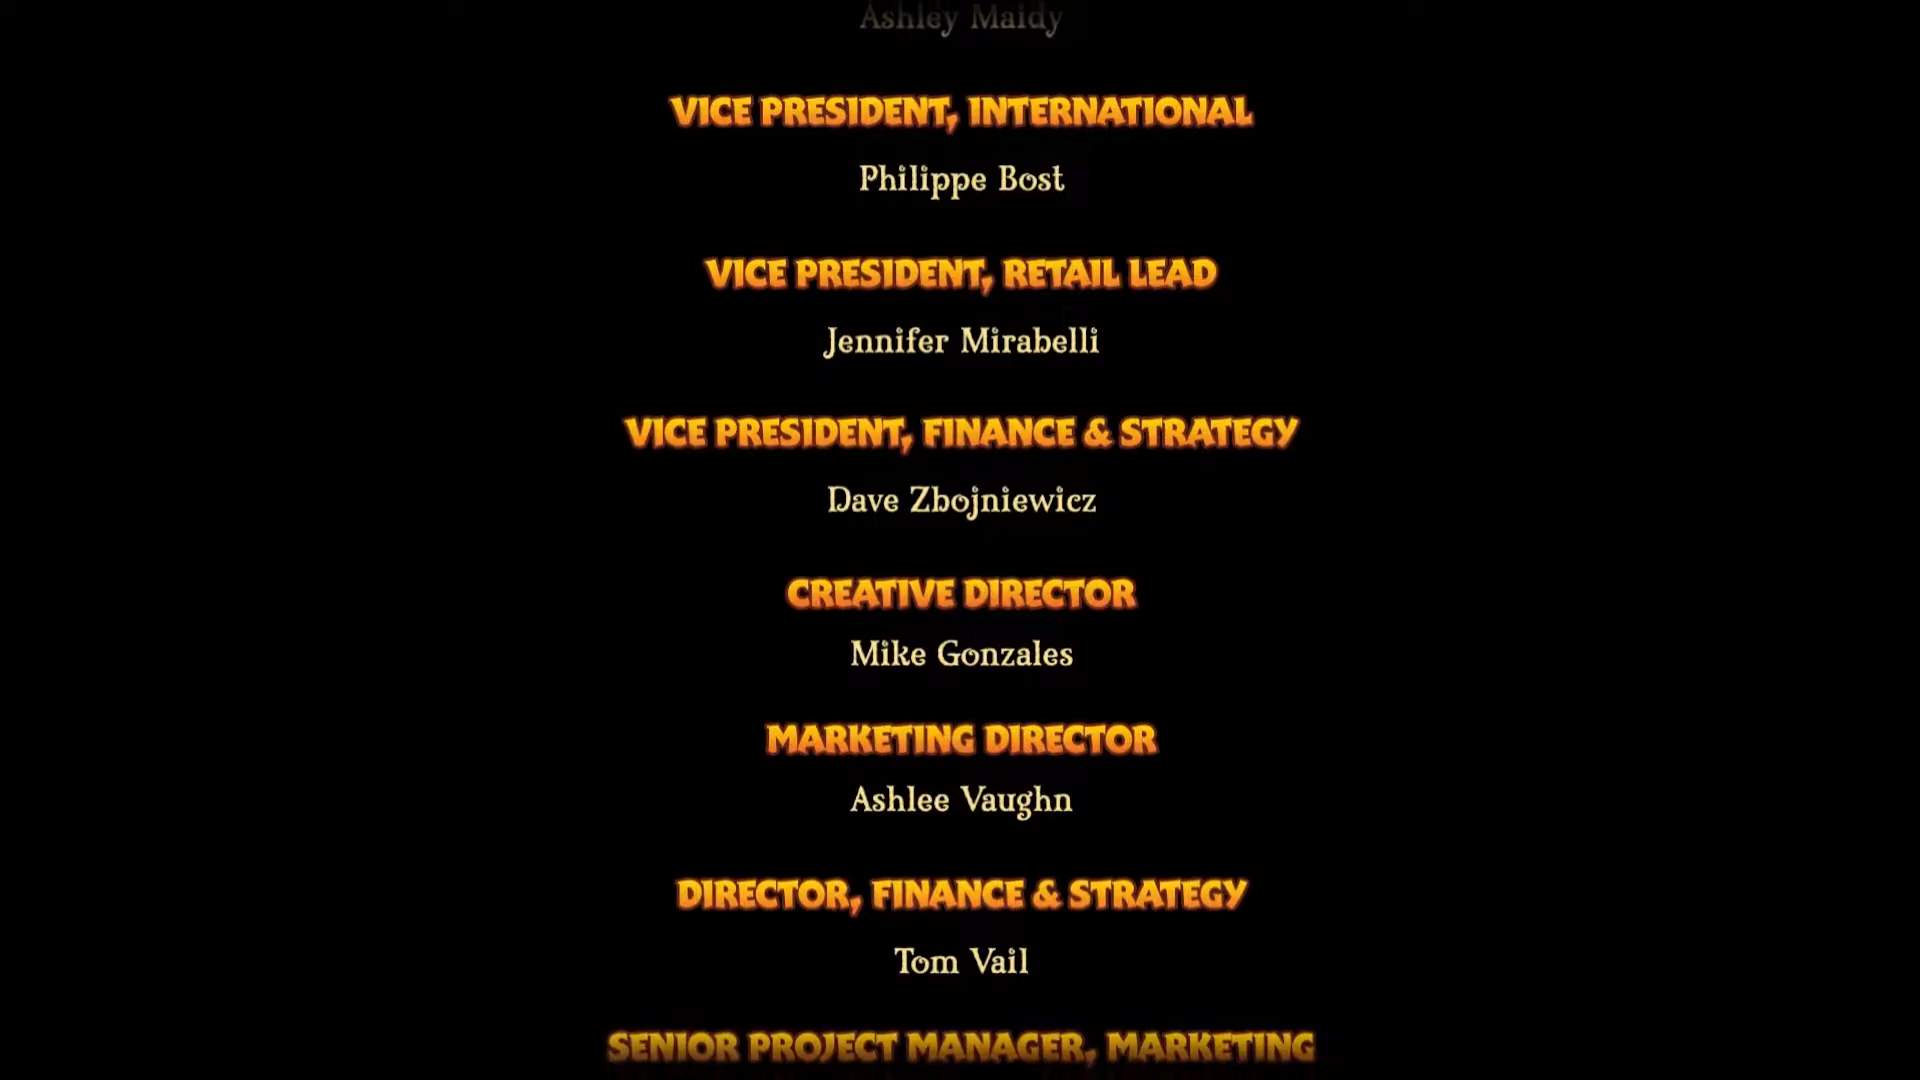 Ashley Maidy
VICE PRESIDENT, INTERNATIONAL
Philippe Bost
VICE PRESIDENT, RETAIL LEAD
Jennifer Mirabelli
VICE PRESIDENT, FINANCE & STRATEGY
Dave Zbojniewicz
CREATIVE DIRECTOR
Mike Gonzales
MARKETING DIRECTOR
Ashlee Vaughn
DIRECTOR, FINANCE & STRATEGY
Tom Vail
SENIOR PROJECT MANAGER, MARKETING